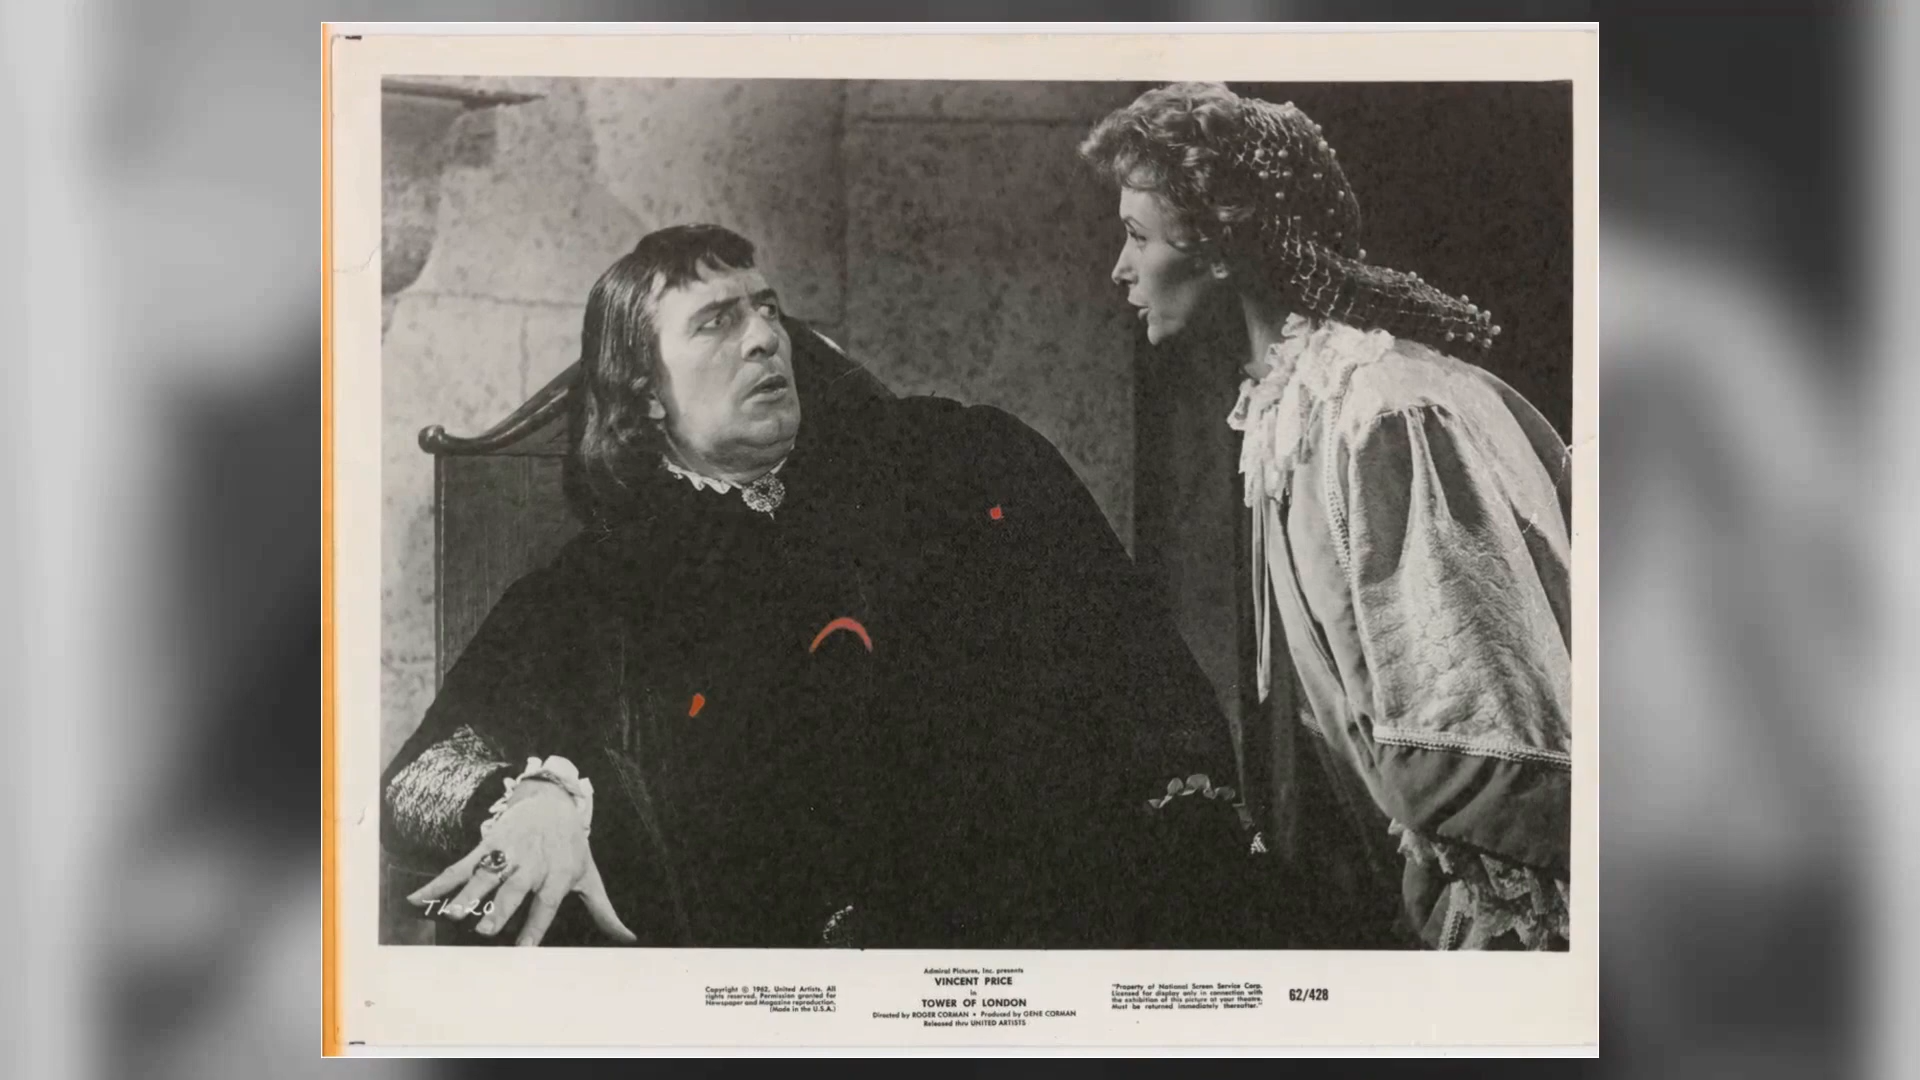 TL-20
Admiral Pictures, Inc. presents
VINCENT PRICE
in
TOWER OF LONDON
Directed by ROGER CORMAN • Produced by GENE CORMAN
Released thru UNITED ARTISTS
Copyright © 1962, United Artists. All
rights reserved. Permission granted for
Newspaper and Magazine reproduction.
(Made in the U.S.A.)
"Property of National Screen Service Corp.
Licensed for display only in connection with
the exhibition of this picture at your theatre.
Must be returned immediately thereafter."
62/428